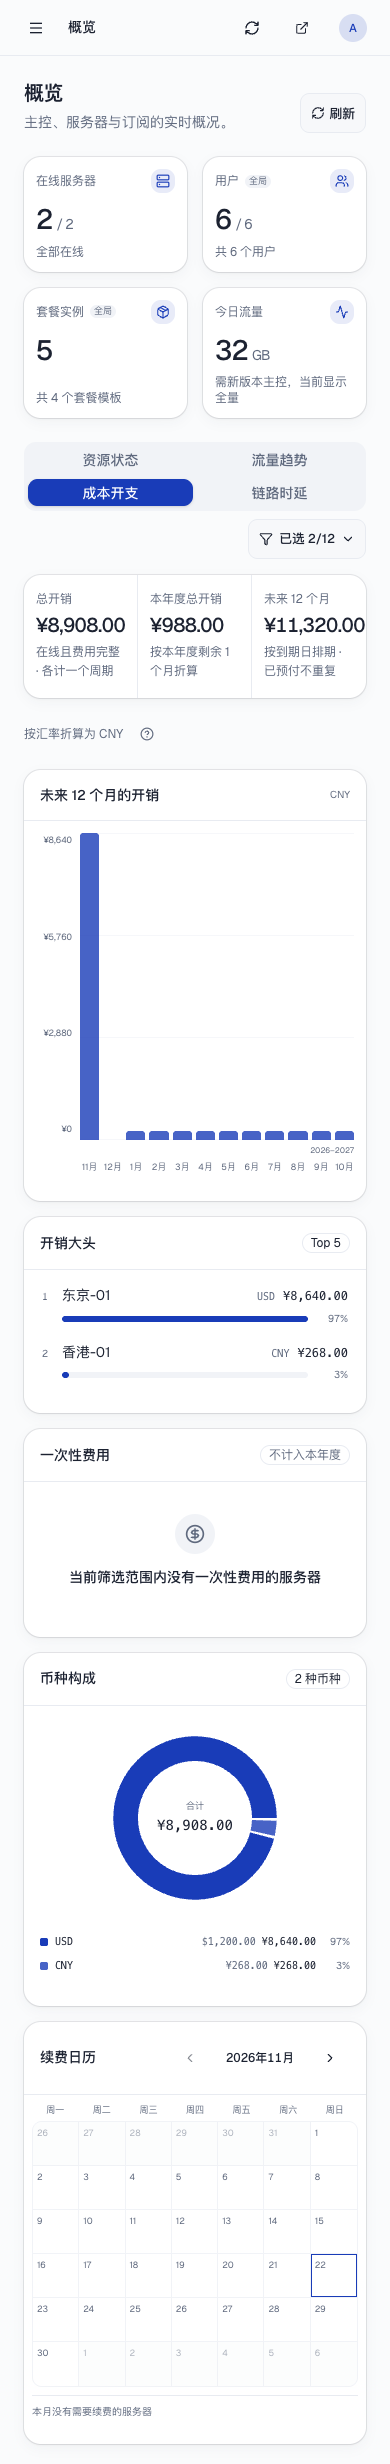 概览
A
概览
主控、服务器与订阅的实时概况。
刷新
在线服务器
2 / 2
全部在线
用户 全局
6 / 6
共 6 个用户
套餐实例 全局
5
共 4 个套餐模板
今日流量
32 GB
需新版本主控，当前显示
全量
资源状态
流量趋势
成本开支
链路时延
已选 2/12
总开销
¥8,908.00
在线且费用完整
· 各计一个周期
本年度总开销
¥988.00
按本年度剩余 1
个月折算
未来 12 个月
¥11,320.00
按到期日排期 ·
已预付不重复
按汇率折算为 CNY
未来 12 个月的开销
CNY
¥8,640
¥5,760
¥2,880
¥0
2026–2027
11月 12月 1月 2月 3月 4月 5月 6月 7月 8月 9月 10月
开销大头
Top 5
1 东京-01 USD ¥8,640.00
97%
2 香港-01 CNY ¥268.00
3%
一次性费用
不计入本年度
当前筛选范围内没有一次性费用的服务器
币种构成
2 种币种
合计
¥8,908.00
USD $1,200.00 ¥8,640.00 97%
CNY ¥268.00 ¥268.00 3%
续费日历
2026年11月
周一 周二 周三 周四 周五 周六 周日
26 27 28 29 30 31 1
2 3 4 5 6 7 8
9 10 11 12 13 14 15
16 17 18 19 20 21 22
23 24 25 26 27 28 29
30 1 2 3 4 5 6
本月没有需要续费的服务器